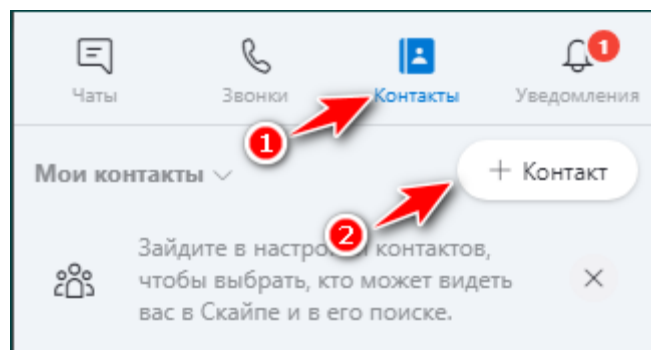 1
Чаты Звонки Контакты Уведомления
1
Мои контакты + Контакт
2
Зайдите в настройки контактов,
чтобы выбрать, кто может видеть
вас в Скайпе и в его поиске.